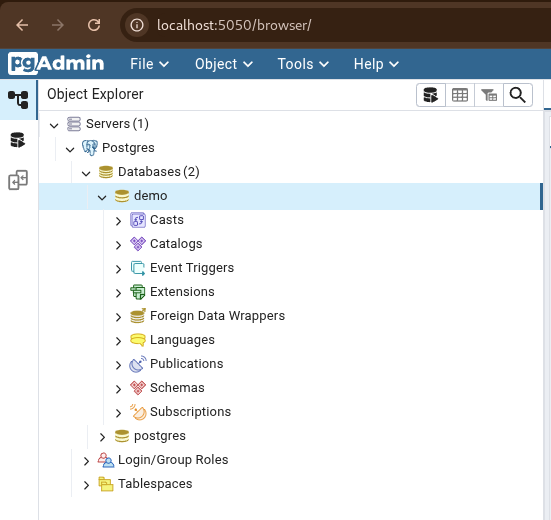 localhost:5050/browser/
pgAdmin File Object Tools Help
Object Explorer
Servers (1)
Postgres
Databases (2)
demo
Casts
Catalogs
Event Triggers
Extensions
Foreign Data Wrappers
Languages
Publications
Schemas
Subscriptions
postgres
Login/Group Roles
Tablespaces